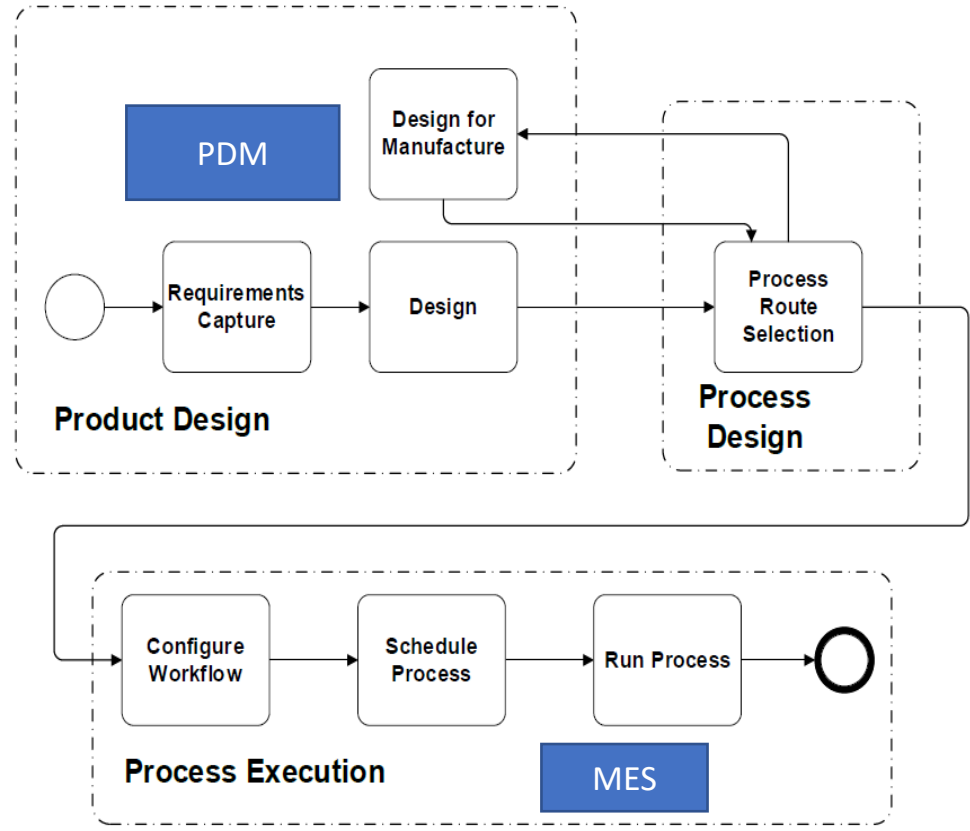 Design for
Manufacture
PDM
Requirements
Capture
Design
Process
Route
Selection
Product Design
Process
Design
Configure
Workflow
Schedule
Process
Run Process
Process Execution
MES